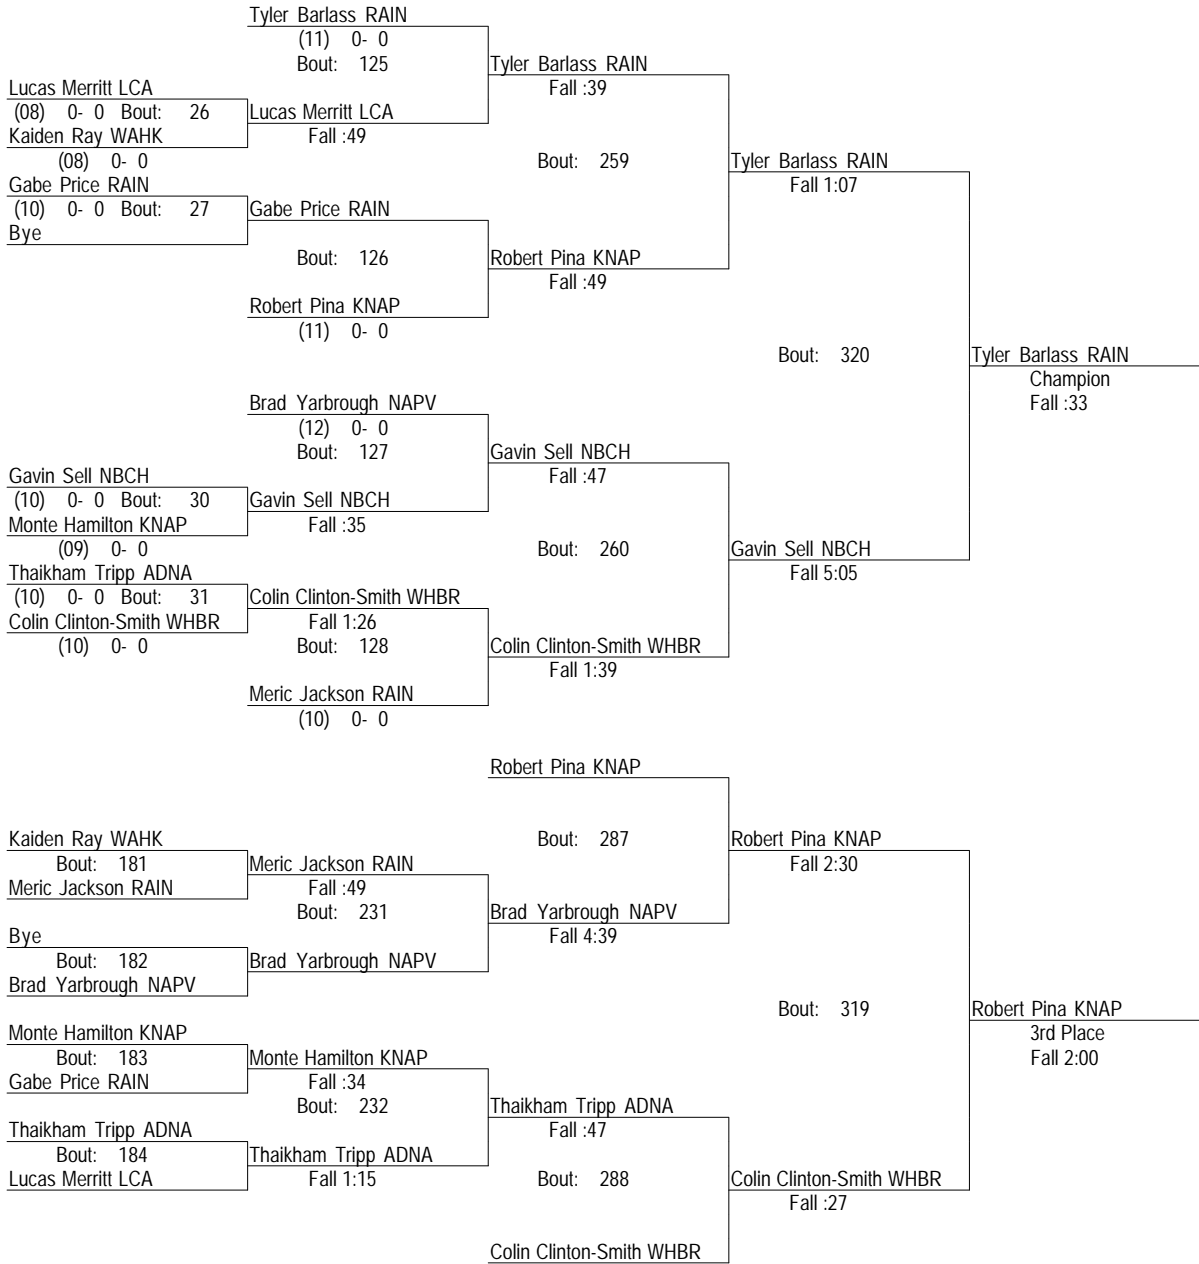 Tyler Barlass RAIN
(11) 0- 0
Bout: 125
Tyler Barlass RAIN
Fall :39
Lucas Merritt LCA
(08) 0- 0 Bout: 26
Lucas Merritt LCA
Kaiden Ray WAHK
Fall :49
(08) 0- 0
Bout: 259
Tyler Barlass RAIN
Fall 1:07
Gabe Price RAIN
(10) 0- 0 Bout: 27
Gabe Price RAIN
Bye
Bout: 126
Robert Pina KNAP
Fall :49
Robert Pina KNAP
(11) 0- 0
Bout: 320
Tyler Barlass RAIN
Champion
Fall :33
Brad Yarbrough NAPV
(12) 0- 0
Bout: 127
Gavin Sell NBCH
Fall :47
Gavin Sell NBCH
(10) 0- 0 Bout: 30
Gavin Sell NBCH
Monte Hamilton KNAP
Fall :35
(09) 0- 0
Bout: 260
Gavin Sell NBCH
Fall 5:05
Thaikham Tripp ADNA
(10) 0- 0 Bout: 31
Colin Clinton-Smith WHBR
Colin Clinton-Smith WHBR
Fall 1:26
(10) 0- 0
Bout: 128
Colin Clinton-Smith WHBR
Fall 1:39
Meric Jackson RAIN
(10) 0- 0
Robert Pina KNAP
Kaiden Ray WAHK
Bout: 287
Robert Pina KNAP
Bout: 181
Meric Jackson RAIN
Fall 2:30
Meric Jackson RAIN
Fall :49
Bout: 231
Brad Yarbrough NAPV
Fall 4:39
Bye
Bout: 182
Brad Yarbrough NAPV
Brad Yarbrough NAPV
Bout: 319
Robert Pina KNAP
3rd Place
Fall 2:00
Monte Hamilton KNAP
Bout: 183
Monte Hamilton KNAP
Gabe Price RAIN
Fall :34
Bout: 232
Thaikham Tripp ADNA
Fall :47
Thaikham Tripp ADNA
Bout: 184
Thaikham Tripp ADNA
Lucas Merritt LCA
Fall 1:15
Bout: 288
Colin Clinton-Smith WHBR
Fall :27
Colin Clinton-Smith WHBR